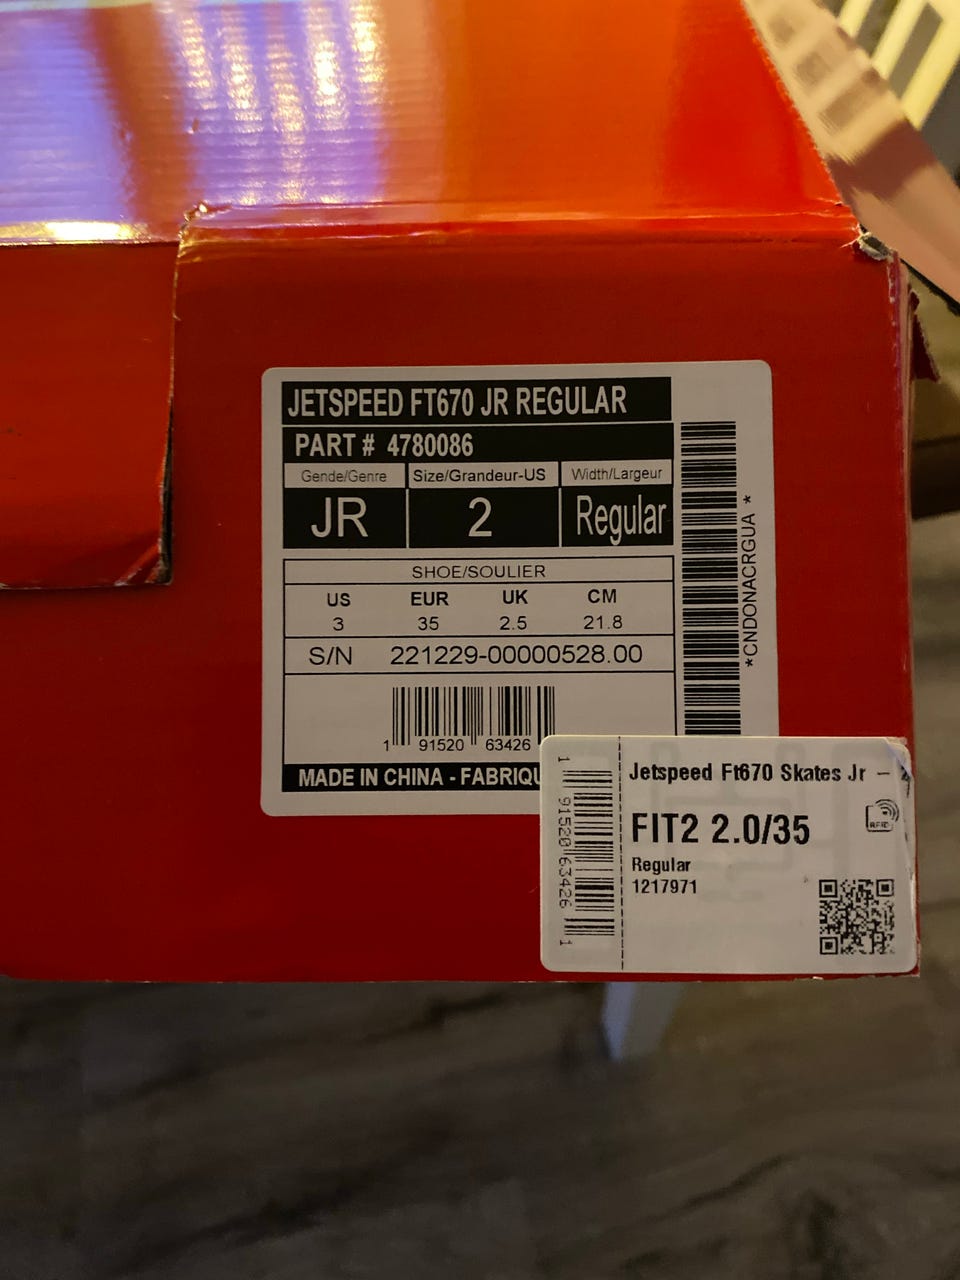 JETSPEED FT670 JR REGULAR
PART # 4780086
Gende/Genre Size/Grandeur-US Width/Largeur
JR 2 Regular
SHOE/SOULIER
US EUR UK CM
3 35 2.5 21.8
S/N 221229-00000528.00
1 91520 63426
MADE IN CHINA - FABRIQU
*CNDONACRGUA *
1 91520 63426 1
Jetspeed Ft670 Skates Jr –
FIT2 2.0/35
RFID
Regular
1217971